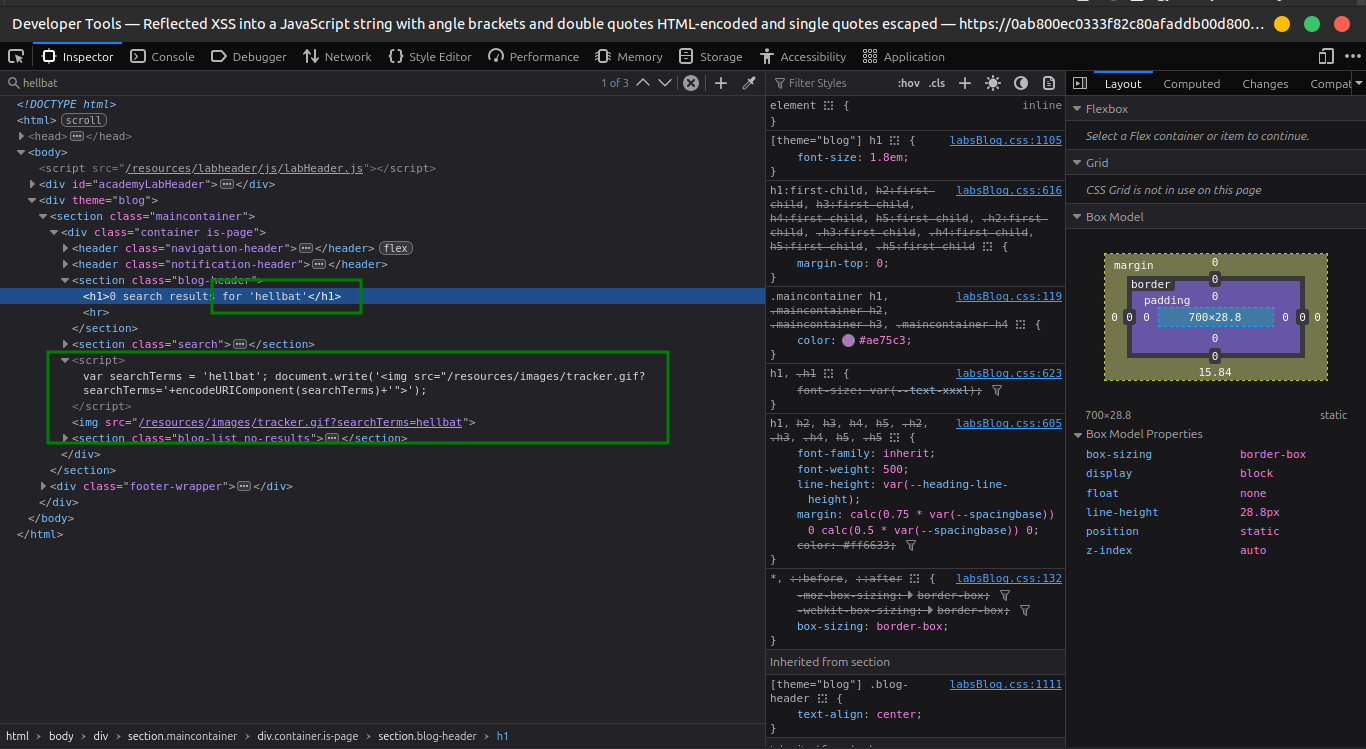 Developer Tools — Reflected XSS into a JavaScript string with angle brackets and double quotes HTML-encoded and single quotes escaped — https://0ab800ec0333f82c80afaddb00d800…
Inspector Console Debugger Network {} Style Editor Performance Memory Storage Accessibility Application
hellbat 1 of 3
Filter Styles :hov .cls
Layout Computed Changes Compat
<!DOCTYPE html>
<html> scroll
<head> </head>
<body>
<script src="/resources/labheader/js/labHeader.js"></script>
<div id="academyLabHeader"> </div>
<div theme="blog">
<section class="maincontainer">
<div class="container is-page">
<header class="navigation-header"> </header> flex
<header class="notification-header"> </header>
<section class="blog-header">
<h1>0 search results for 'hellbat'</h1>
<hr>
</section>
<section class="search"> </section>
<script>
var searchTerms = 'hellbat'; document.write('<img src="/resources/images/tracker.gif?
searchTerms='+encodeURIComponent(searchTerms)+'">');
</script>
<img src="/resources/images/tracker.gif?searchTerms=hellbat">
<section class="blog-list no-results"> </section>
</div>
</section>
<div class="footer-wrapper"> </div>
</div>
</body>
</html>
html body div section.maincontainer div.container.is-page section.blog-header h1
element { inline
}
[theme="blog"] h1 { labsBlog.css:1105
font-size: 1.8em;
}
h1:first-child, h2:first- labsBlog.css:616
child, h3:first-child,
h4:first-child, h5:first-child, .h2:first-
child, .h3:first-child, .h4:first-child,
.h5:first-child {
margin-top: 0;
}
.maincontainer h1, labsBlog.css:119
.maincontainer h2,
.maincontainer h3, .maincontainer h4 {
color: #ae75c3;
}
h1, .h1 { labsBlog.css:623
font-size: var(--text-xxxl);
}
h1, h2, h3, h4, h5, .h2, labsBlog.css:605
.h3, .h4, h5, .h5 {
font-family: inherit;
font-weight: 500;
line-height: var(--heading-line-
height);
margin: calc(0.75 * var(--spacingbase))
0 calc(0.5 * var(--spacingbase)) 0;
color: #ff6633;
}
*, ::before, ::after { labsBlog.css:132
-moz-box-sizing: border-box;
-webkit-box-sizing: border-box;
box-sizing: border-box;
}
Inherited from section
[theme="blog"] .blog- labsBlog.css:1111
header {
text-align: center;
}
Flexbox
Select a Flex container or item to continue.
Grid
CSS Grid is not in use on this page
Box Model
margin 0
border 0
padding 0
0 0 0 700×28.8 0 0 0
0
0
15.84
700×28.8 static
Box Model Properties
box-sizing border-box
display block
float none
line-height 28.8px
position static
z-index auto